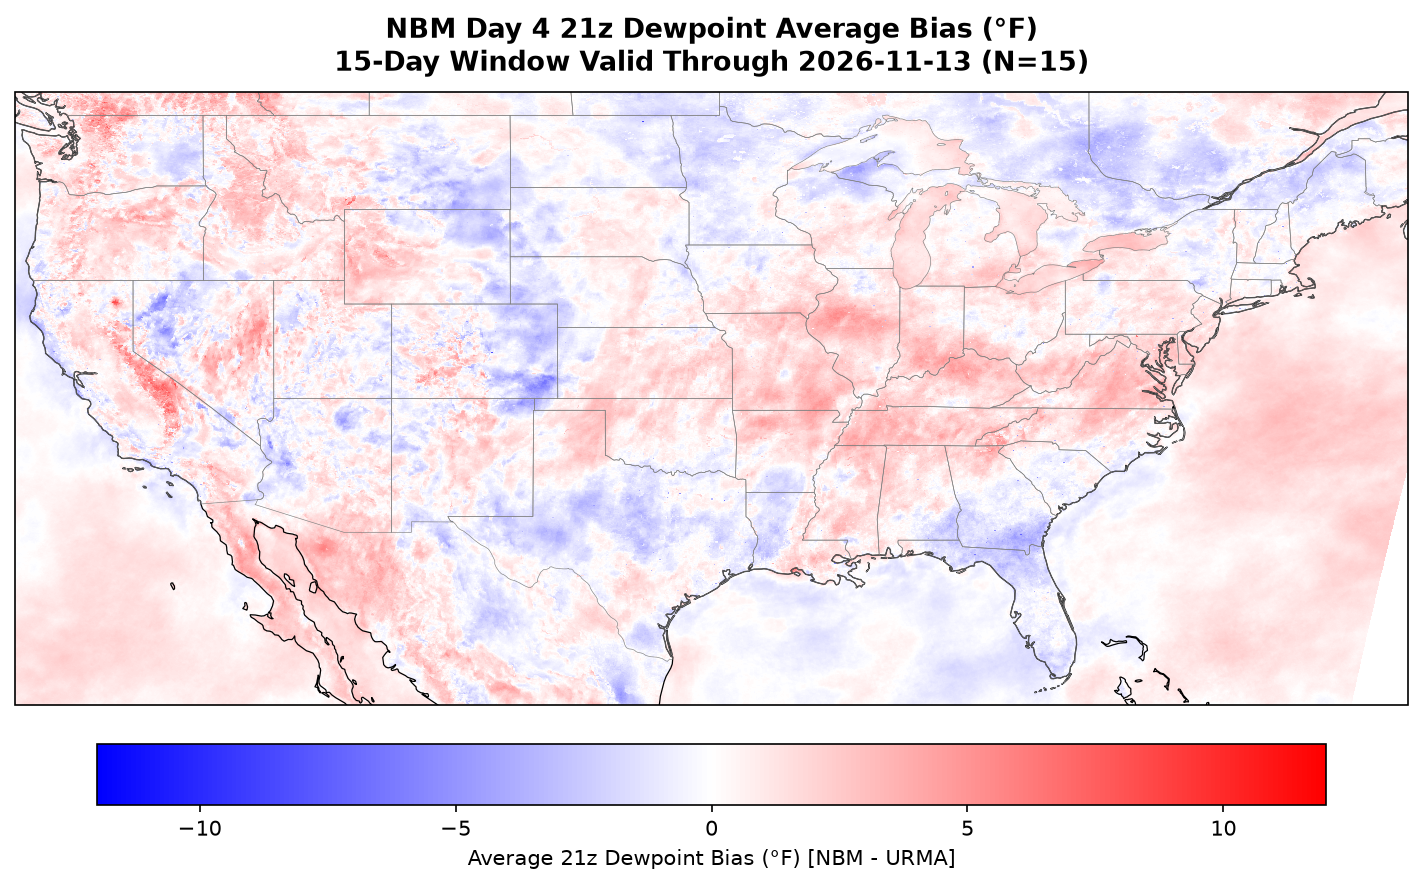 NBM Day 4 21z Dewpoint Average Bias (°F)
15-Day Window Valid Through 2026-11-13 (N=15)
−10 −5 0 5 10
Average 21z Dewpoint Bias (°F) [NBM - URMA]